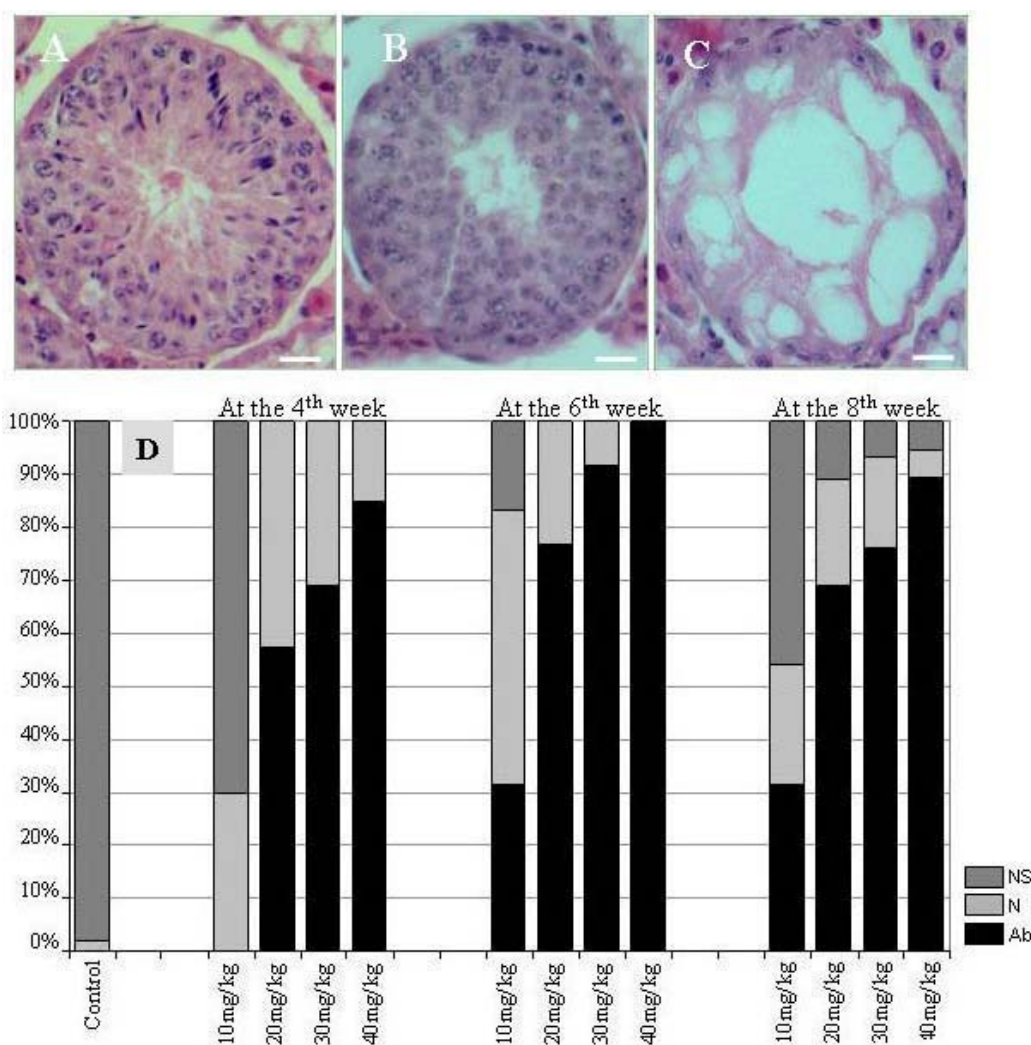 A B C
At the 4th week At the 6th week At the 8th week
D
100%
90%
80%
70%
60%
50%
40%
30%
20%
10%
0%
NS
N
Ab
Control 10mg/kg 20mg/kg 30mg/kg 40mg/kg 10mg/kg 20mg/kg 30mg/kg 40mg/kg 10mg/kg 20mg/kg 30mg/kg 40mg/kg